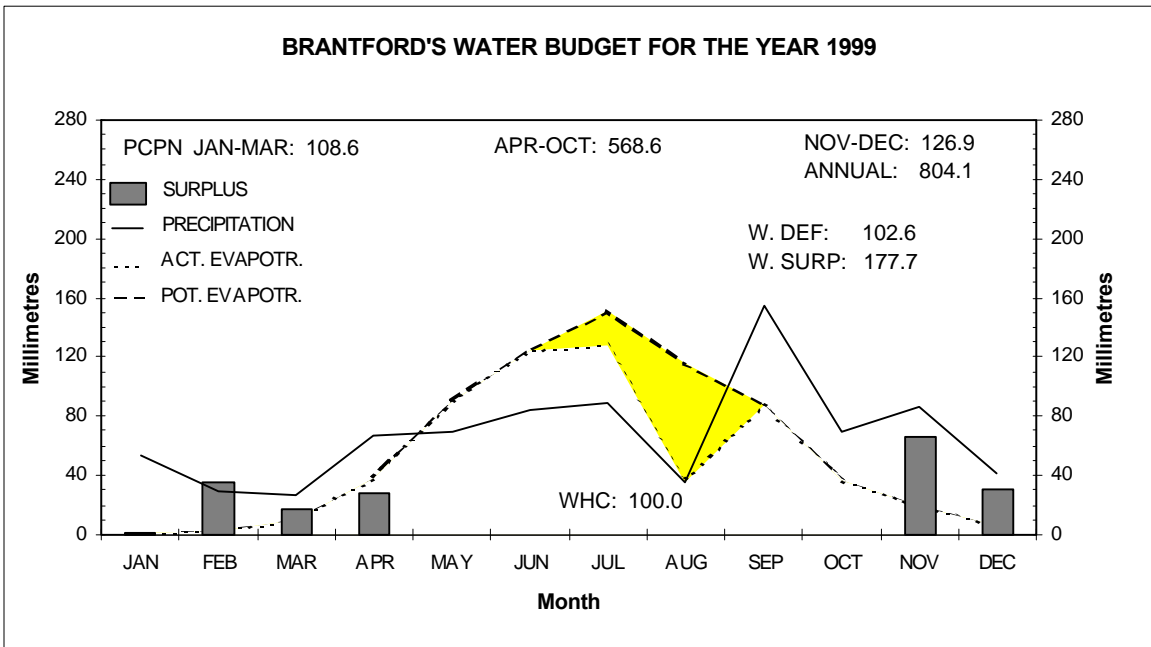 BRANTFORD'S WATER BUDGET FOR THE YEAR 1999
280 280
PCPN JAN-MAR: 108.6 APR-OCT: 568.6 NOV-DEC: 126.9
ANNUAL: 804.1
240 240
SURPLUS
PRECIPITATION
200 200
W. DEF: 102.6
ACT. EVAPOTR.
W. SURP: 177.7
POT. EVAPOTR.
160 160
Millimetres Millimetres
120 120
80 80
40 40
WHC: 100.0
0 0
JAN FEB MAR APR MAY JUN JUL AUG SEP OCT NOV DEC
Month